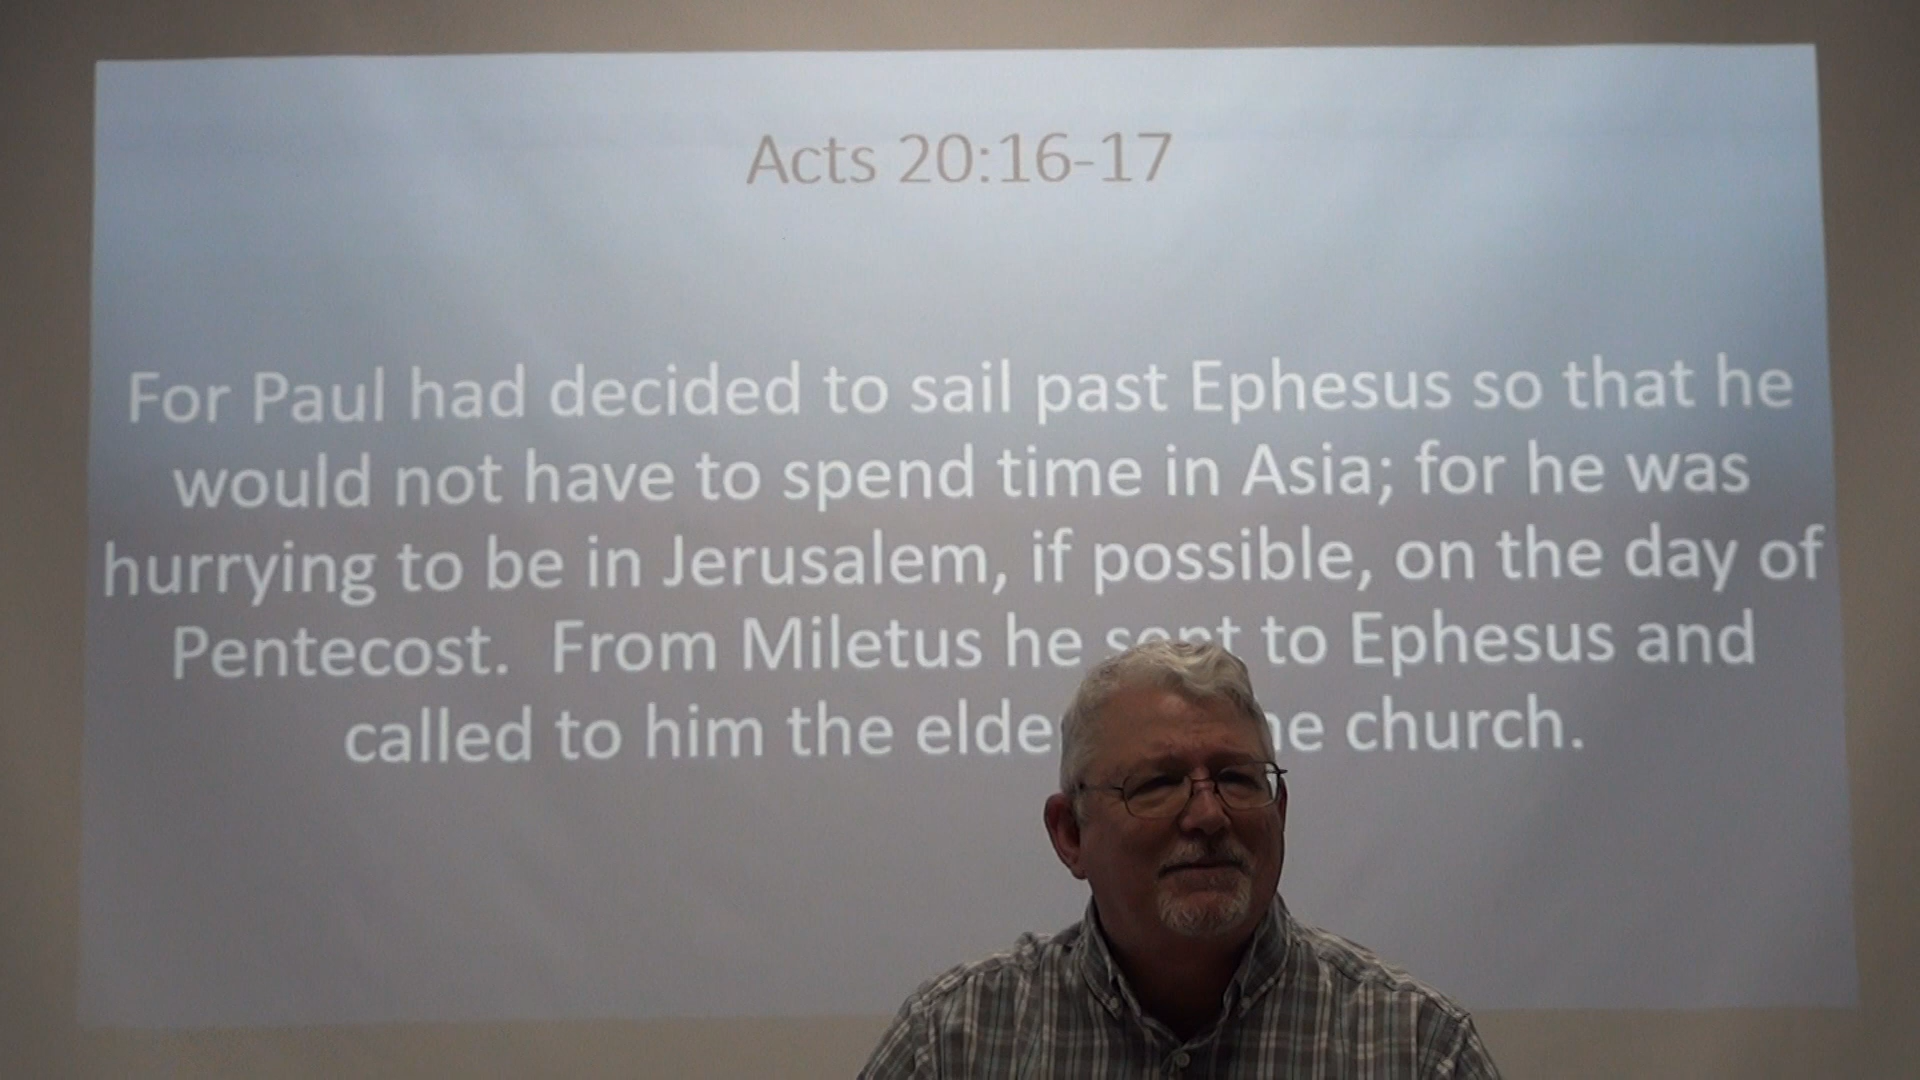 Acts 20:16-17
For Paul had decided to sail past Ephesus so that he
would not have to spend time in Asia; for he was
hurrying to be in Jerusalem, if possible, on the day of
Pentecost. From Miletus he sent to Ephesus and
called to him the church.